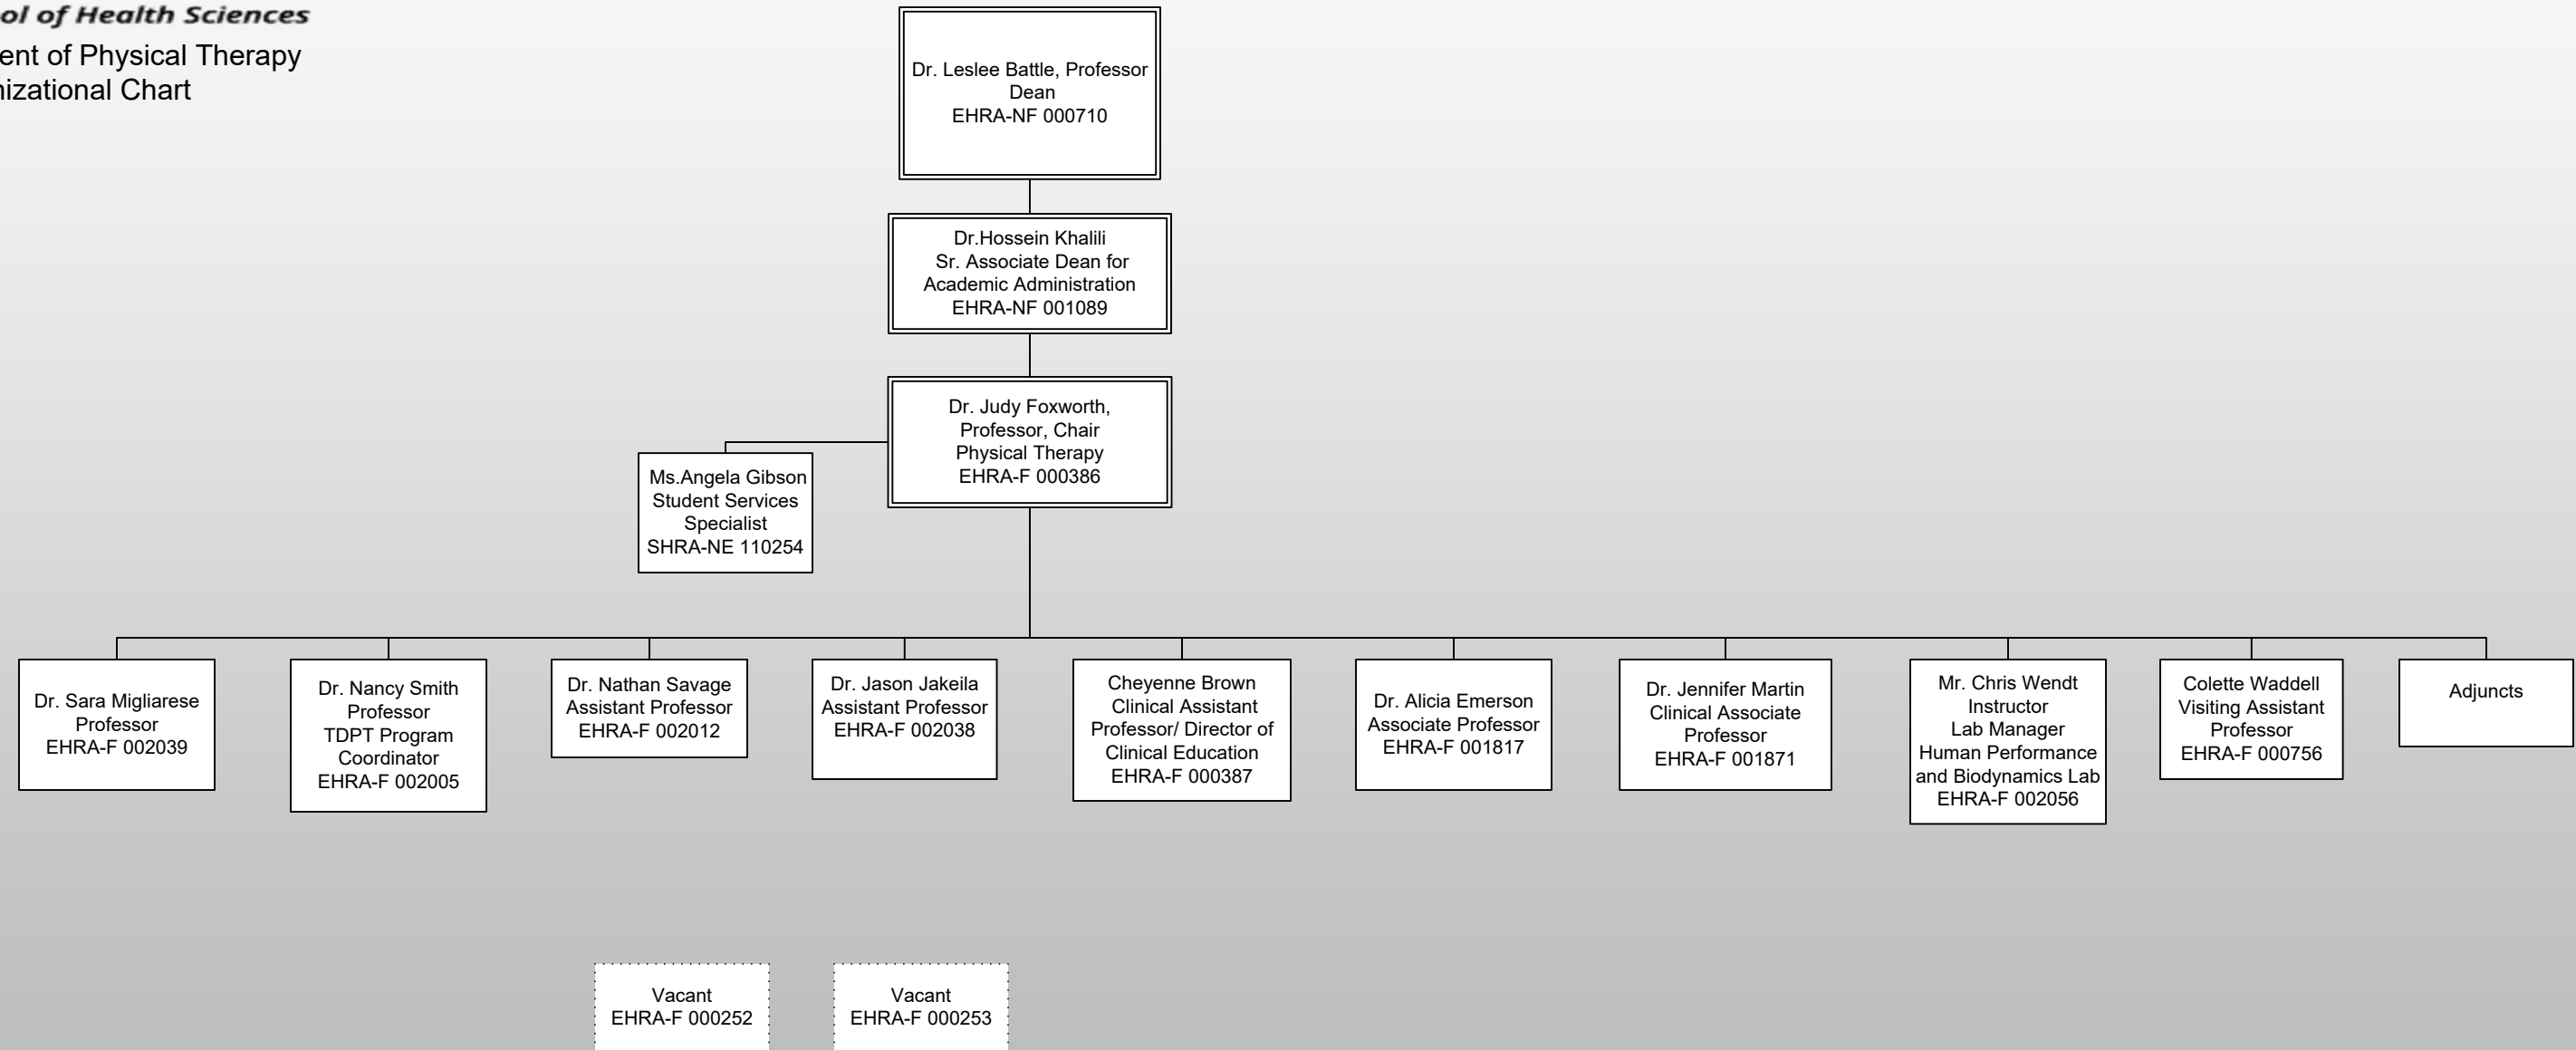 ol of Health Sciences
ent of Physical Therapy
nizational Chart
Dr. Leslee Battle, Professor
Dean
EHRA-NF 000710
Dr.Hossein Khalili
Sr. Associate Dean for
Academic Administration
EHRA-NF 001089
Dr. Judy Foxworth,
Professor, Chair
Physical Therapy
EHRA-F 000386
Ms.Angela Gibson
Student Services
Specialist
SHRA-NE 110254
Dr. Sara Migliarese
Professor
EHRA-F 002039
Dr. Nancy Smith
Professor
TDPT Program
Coordinator
EHRA-F 002005
Dr. Nathan Savage
Assistant Professor
EHRA-F 002012
Dr. Jason Jakeila
Assistant Professor
EHRA-F 002038
Cheyenne Brown
Clinical Assistant
Professor/ Director of
Clinical Education
EHRA-F 000387
Dr. Alicia Emerson
Associate Professor
EHRA-F 001817
Dr. Jennifer Martin
Clinical Associate
Professor
EHRA-F 001871
Mr. Chris Wendt
Instructor
Lab Manager
Human Performance
and Biodynamics Lab
EHRA-F 002056
Colette Waddell
Visiting Assistant
Professor
EHRA-F 000756
Adjuncts
Vacant
EHRA-F 000252
Vacant
EHRA-F 000253